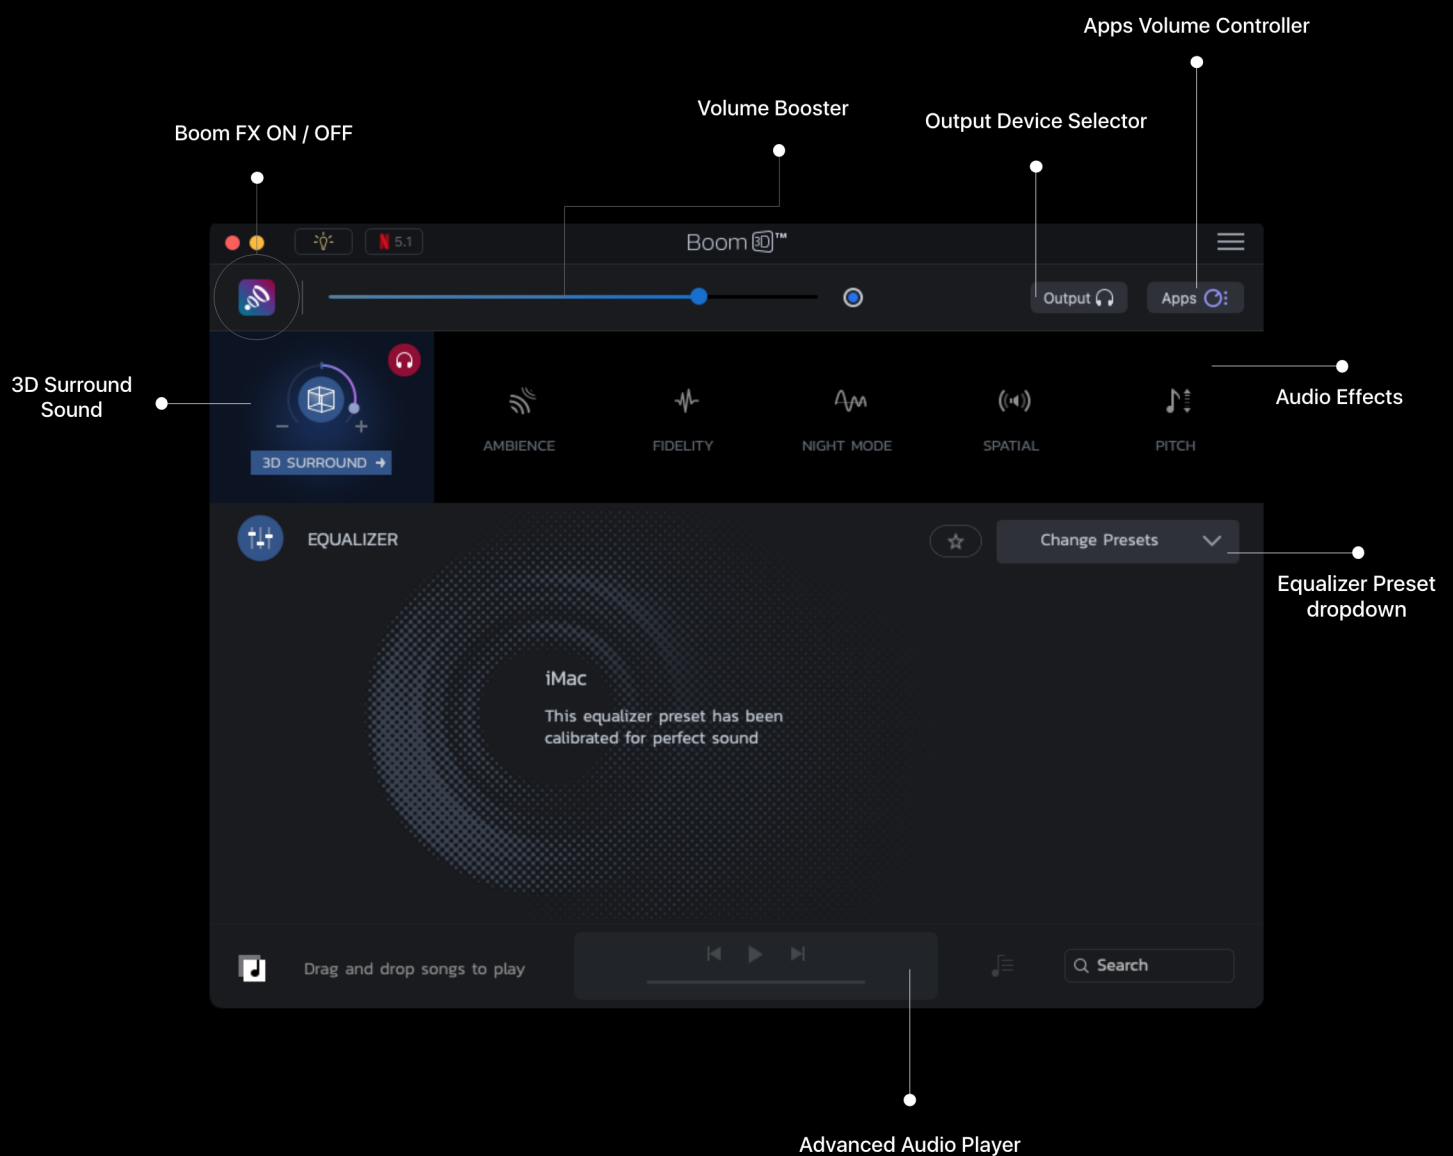 Apps Volume Controller
Volume Booster
Output Device Selector
Boom FX ON / OFF
N 5.1
Boom 3D™
Output
Apps
3D Surround
Sound
3D SURROUND
AMBIENCE
FIDELITY
NIGHT MODE
SPATIAL
PITCH
Audio Effects
EQUALIZER
Change Presets
Equalizer Preset
dropdown
iMac
This equalizer preset has been
calibrated for perfect sound
Drag and drop songs to play
Search
Advanced Audio Player